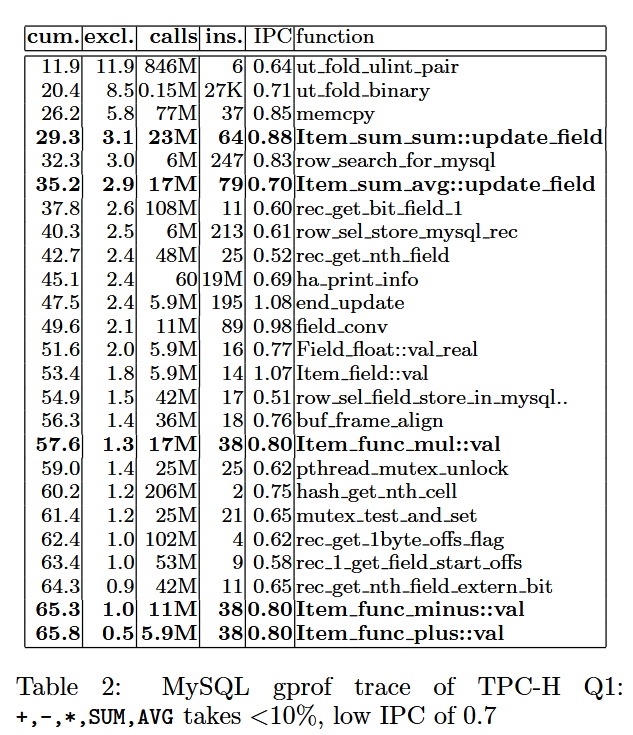 cum. excl. calls ins. IPC function
11.9 11.9 846M 6 0.64 ut_fold_ulint_pair
20.4 8.5 0.15M 27K 0.71 ut_fold_binary
26.2 5.8 77M 37 0.85 memcpy
29.3 3.1 23M 64 0.88 Item_sum_sum::update_field
32.3 3.0 6M 247 0.83 row_search_for_mysql
35.2 2.9 17M 79 0.70 Item_sum_avg::update_field
37.8 2.6 108M 11 0.60 rec_get_bit_field_1
40.3 2.5 6M 213 0.61 row_sel_store_mysql_rec
42.7 2.4 48M 25 0.52 rec_get_nth_field
45.1 2.4 60 19M 0.69 ha_print_info
47.5 2.4 5.9M 195 1.08 end_update
49.6 2.1 11M 89 0.98 field_conv
51.6 2.0 5.9M 16 0.77 Field_float::val_real
53.4 1.8 5.9M 14 1.07 Item_field::val
54.9 1.5 42M 17 0.51 row_sel_field_store_in_mysql..
56.3 1.4 36M 18 0.76 buf_frame_align
57.6 1.3 17M 38 0.80 Item_func_mul::val
59.0 1.4 25M 25 0.62 pthread_mutex_unlock
60.2 1.2 206M 2 0.75 hash_get_nth_cell
61.4 1.2 25M 21 0.65 mutex_test_and_set
62.4 1.0 102M 4 0.62 rec_get_1byte_offs_flag
63.4 1.0 53M 9 0.58 rec_1_get_field_start_offs
64.3 0.9 42M 11 0.65 rec_get_nth_field_extern_bit
65.3 1.0 11M 38 0.80 Item_func_minus::val
65.8 0.5 5.9M 38 0.80 Item_func_plus::val
Table 2: MySQL gprof trace of TPC-H Q1:
+,-,*,SUM,AVG takes <10%, low IPC of 0.7